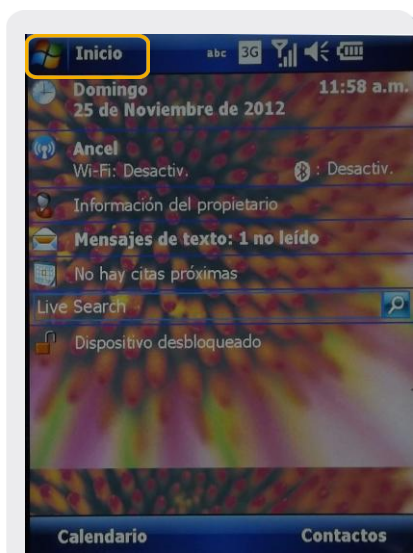 Inicio abc 3G
Domingo 11:58 a.m.
25 de Noviembre de 2012
Ancel
Wi-Fi: Desactiv. : Desactiv.
Información del propietario
Mensajes de texto: 1 no leído
No hay citas próximas
Live Search
Dispositivo desbloqueado
Calendario Contactos